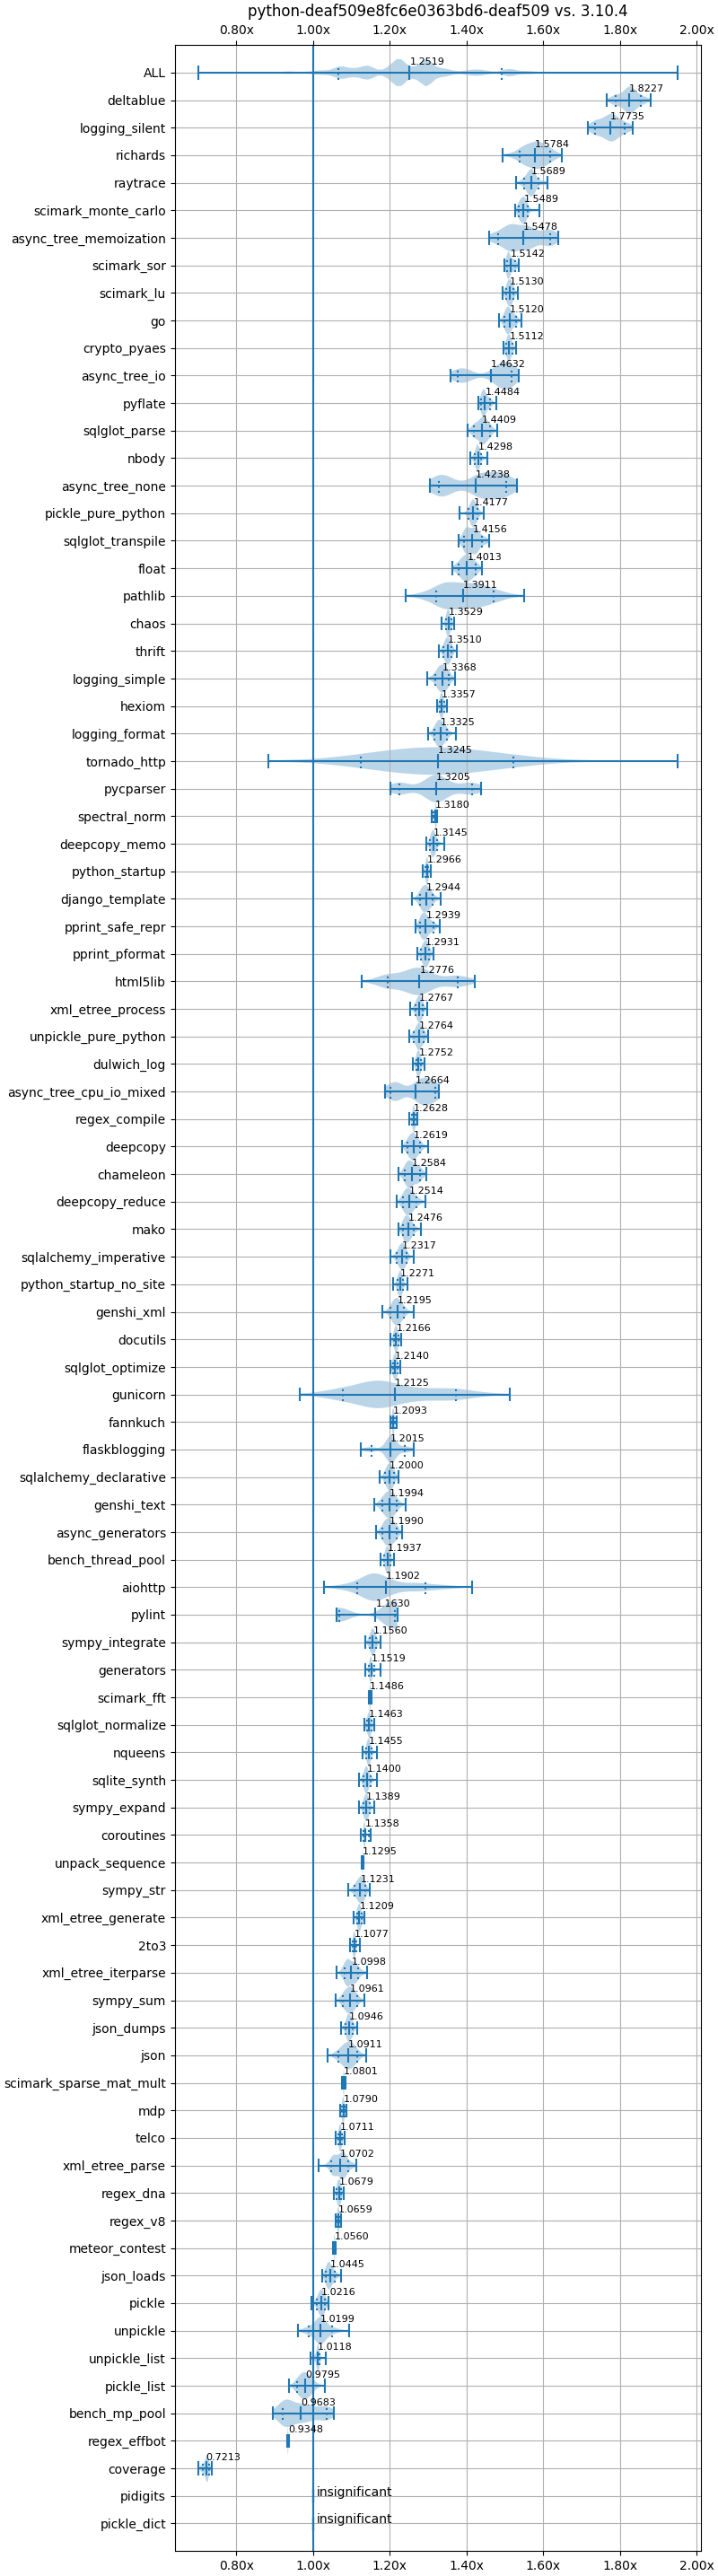 python-deaf509e8fc6e0363bd6-deaf509 vs. 3.10.4
0.80x 1.00x 1.20x 1.40x 1.60x 1.80x 2.00x
ALL 1.2519
deltablue 1.8227
logging_silent 1.7735
richards 1.5784
raytrace 1.5689
scimark_monte_carlo 1.5489
async_tree_memoization 1.5478
scimark_sor 1.5142
scimark_lu 1.5130
go 1.5120
crypto_pyaes 1.5112
async_tree_io 1.4632
pyflate 1.4484
sqlglot_parse 1.4409
nbody 1.4298
async_tree_none 1.4238
pickle_pure_python 1.4177
sqlglot_transpile 1.4156
float 1.4013
pathlib 1.3911
chaos 1.3529
thrift 1.3510
logging_simple 1.3368
hexiom 1.3357
logging_format 1.3325
tornado_http 1.3245
pycparser 1.3205
spectral_norm 1.3180
deepcopy_memo 1.3145
python_startup 1.2966
django_template 1.2944
pprint_safe_repr 1.2939
pprint_pformat 1.2931
html5lib 1.2776
xml_etree_process 1.2767
unpickle_pure_python 1.2764
dulwich_log 1.2752
async_tree_cpu_io_mixed 1.2664
regex_compile 1.2628
deepcopy 1.2619
chameleon 1.2584
deepcopy_reduce 1.2514
mako 1.2476
sqlalchemy_imperative 1.2317
python_startup_no_site 1.2271
genshi_xml 1.2195
docutils 1.2166
sqlglot_optimize 1.2140
gunicorn 1.2125
fannkuch 1.2093
flaskblogging 1.2015
sqlalchemy_declarative 1.2000
genshi_text 1.1994
async_generators 1.1990
bench_thread_pool 1.1937
aiohttp 1.1902
pylint 1.1630
sympy_integrate 1.1560
generators 1.1519
scimark_fft 1.1486
sqlglot_normalize 1.1463
nqueens 1.1455
sqlite_synth 1.1400
sympy_expand 1.1389
coroutines 1.1358
unpack_sequence 1.1295
sympy_str 1.1231
xml_etree_generate 1.1209
2to3 1.1077
xml_etree_iterparse 1.0998
sympy_sum 1.0961
json_dumps 1.0946
json 1.0911
scimark_sparse_mat_mult 1.0801
mdp 1.0790
telco 1.0711
xml_etree_parse 1.0702
regex_dna 1.0679
regex_v8 1.0659
meteor_contest 1.0560
json_loads 1.0445
pickle 1.0216
unpickle 1.0199
unpickle_list 1.0118
pickle_list 0.9795
bench_mp_pool 0.9683
regex_effbot 0.9348
coverage 0.7213
pidigits insignificant
pickle_dict insignificant
0.80x 1.00x 1.20x 1.40x 1.60x 1.80x 2.00x